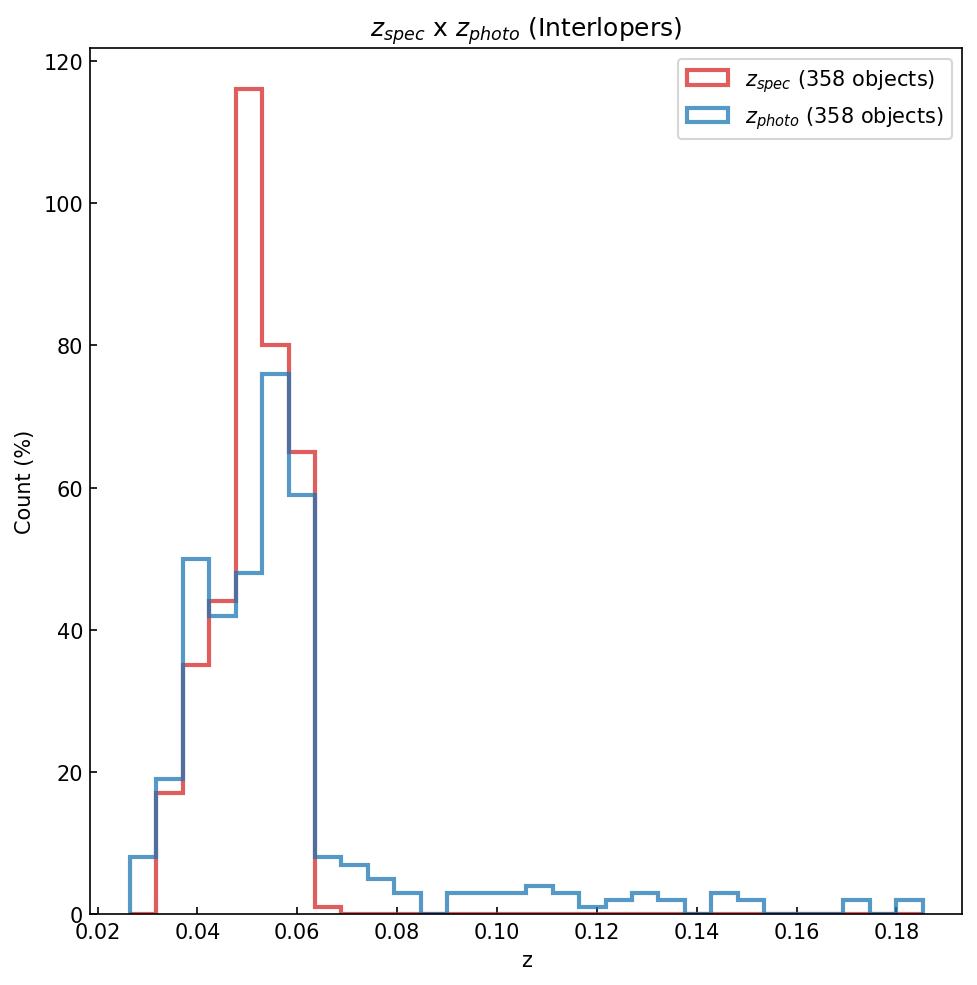 z_spec x z_photo (Interlopers)
z_spec (358 objects)
z_photo (358 objects)
120
100
80
60
40
20
0
Count (%)
0.02 0.04 0.06 0.08 0.10 0.12 0.14 0.16 0.18
z